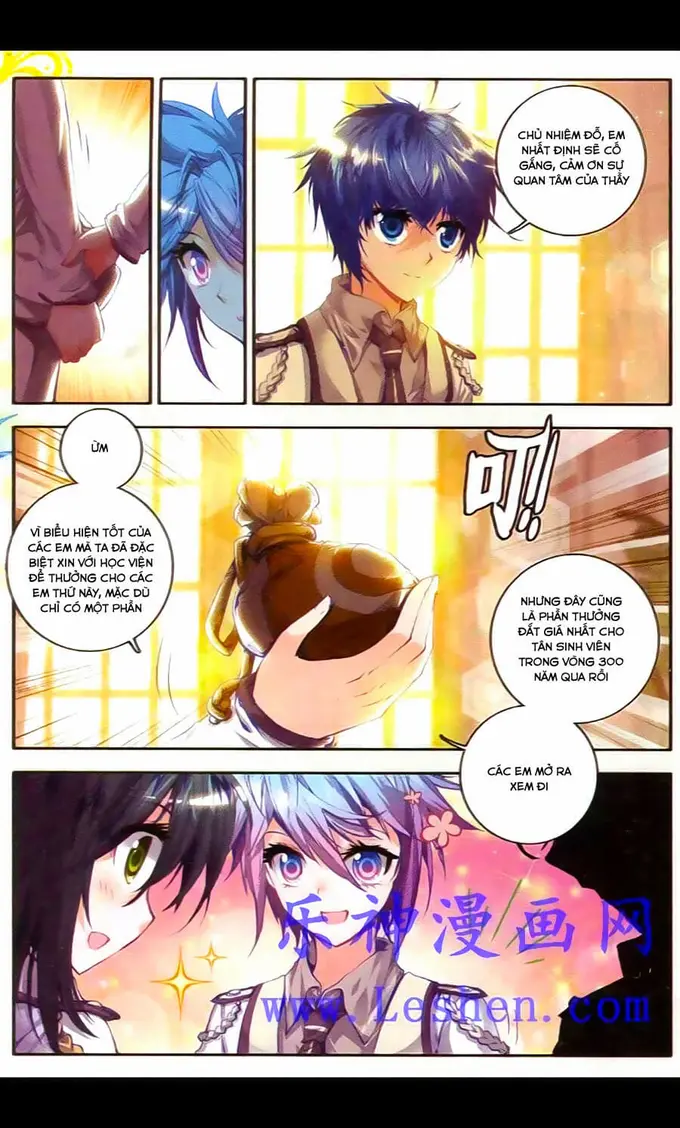 CHỦ NHIỆM ĐỖ, EM
NHẤT ĐỊNH SẼ CỐ
GẮNG, CẢM ƠN SỰ
QUAN TÂM CỦA THẦY
ỪM
VÌ BIỂU HIỆN TỐT CỦA
CÁC EM MÀ TA ĐÃ ĐẶC
BIỆT XIN VỚI HỌC VIỆN
ĐỂ THƯỞNG CHO CÁC
EM THỨ NÀY, MẶC DÙ
CHỈ CÓ MỘT PHẦN
叮!!
NHƯNG ĐÂY CŨNG
LÀ PHẦN THƯỞNG
ĐẮT GIÁ NHẤT CHO
TÂN SINH VIÊN
TRONG VÒNG 300
NĂM QUA RỒI
CÁC EM MỞ RA
XEM ĐI
乐神漫画网
www.Leshen.com